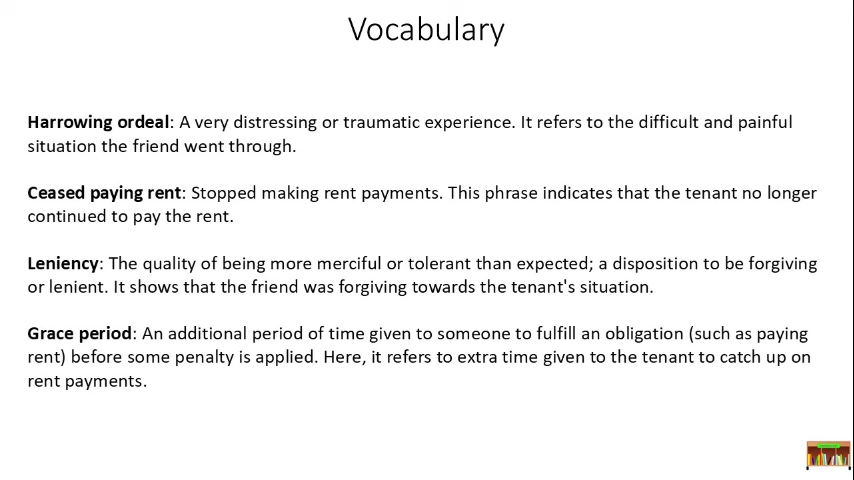 Vocabulary
Harrowing ordeal: A very distressing or traumatic experience. It refers to the difficult and painful
situation the friend went through.
Ceased paying rent: Stopped making rent payments. This phrase indicates that the tenant no longer
continued to pay the rent.
Leniency: The quality of being more merciful or tolerant than expected; a disposition to be forgiving
or lenient. It shows that the friend was forgiving towards the tenant's situation.
Grace period: An additional period of time given to someone to fulfill an obligation (such as paying
rent) before some penalty is applied. Here, it refers to extra time given to the tenant to catch up on
rent payments.